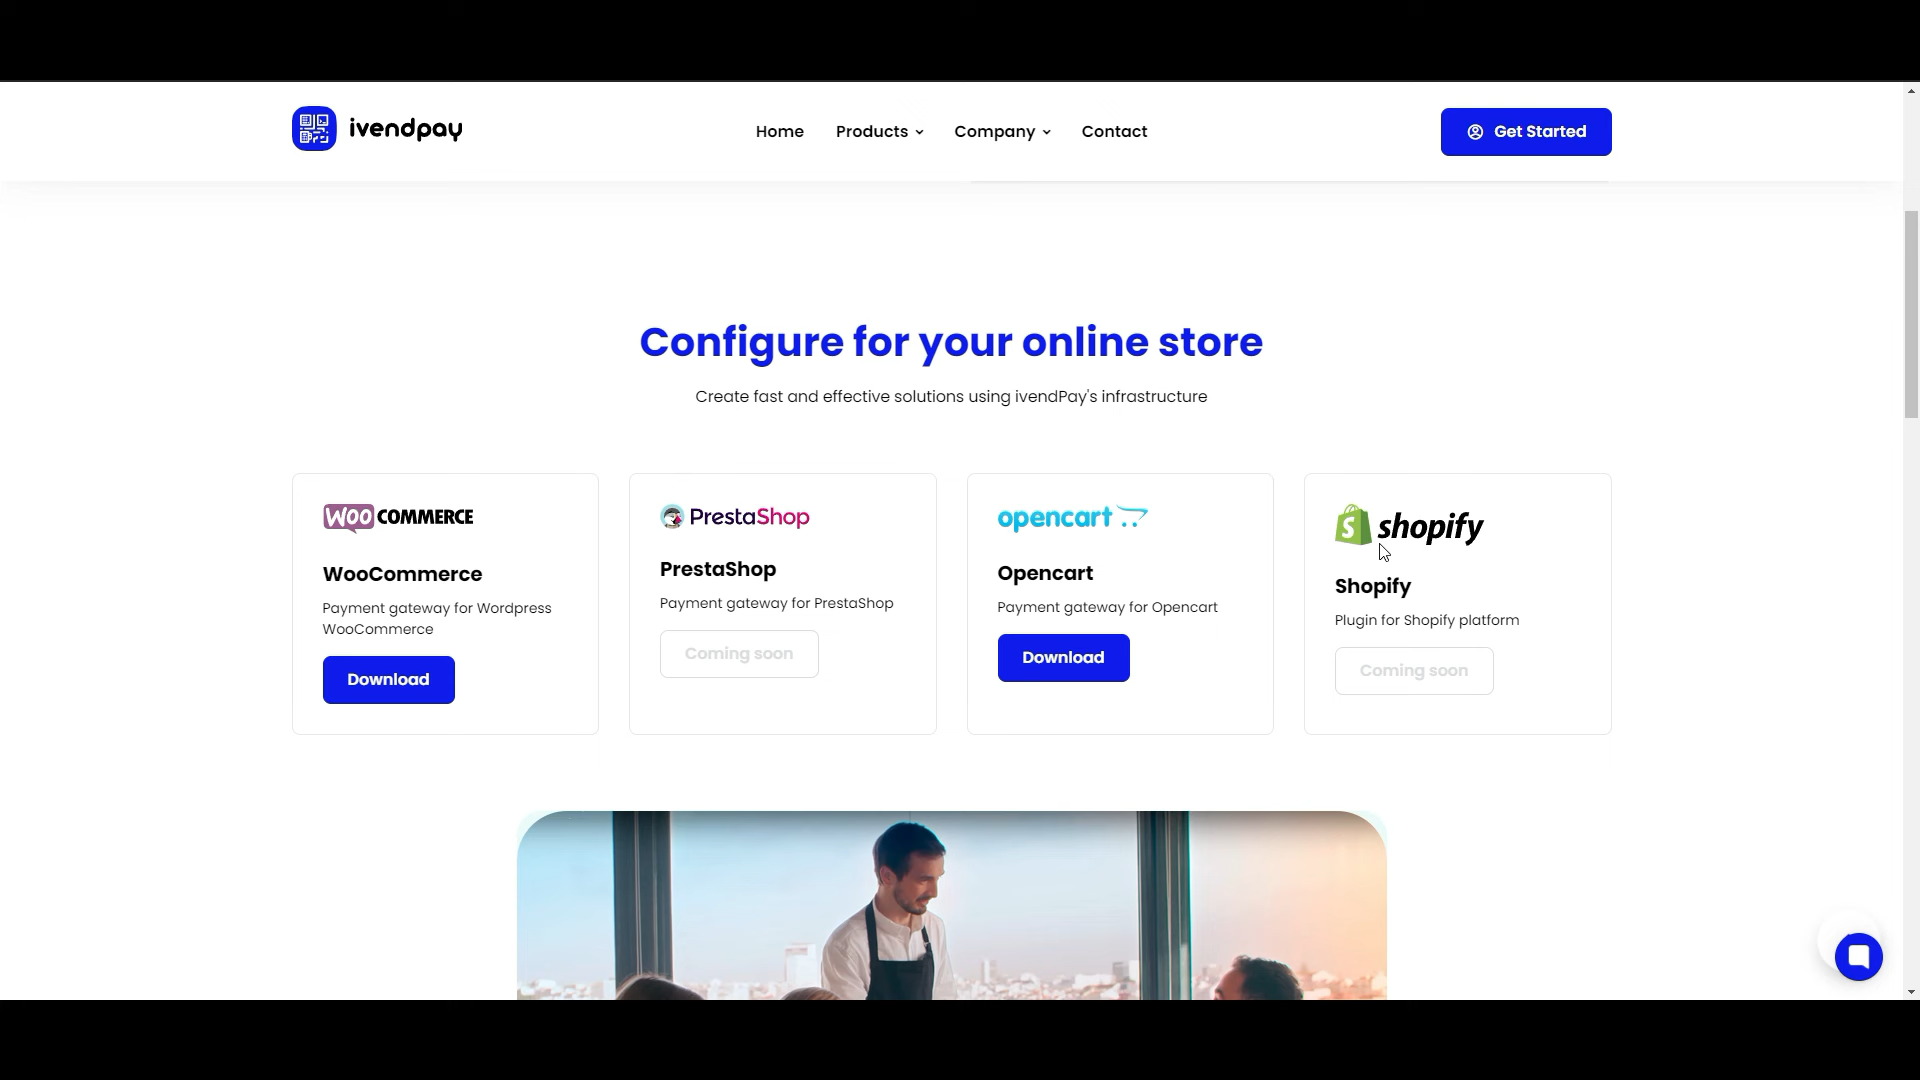 ivendpay
Home
Products
Company
Contact
Get Started
Configure for your online store
Create fast and effective solutions using ivendPay's infrastructure
WOO COMMERCE
WooCommerce
Payment gateway for Wordpress
WooCommerce
Download
PrestaShop
PrestaShop
Payment gateway for PrestaShop
Coming soon
opencart
Opencart
Payment gateway for Opencart
Download
shopify
Shopify
Plugin for Shopify platform
Coming soon